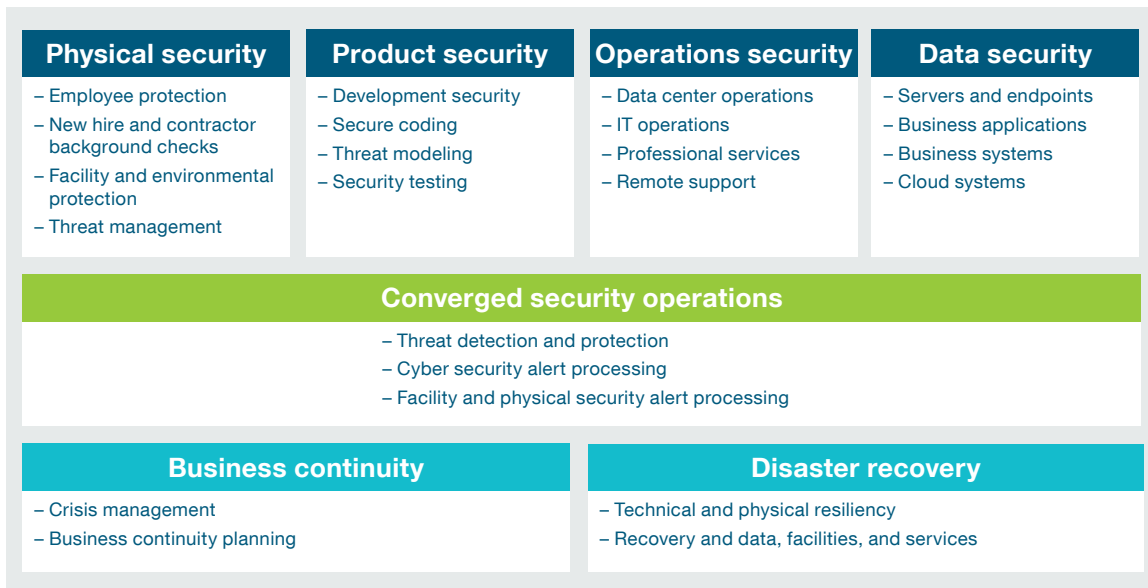 Physical security
– Employee protection
– New hire and contractor
background checks
– Facility and environmental
protection
– Threat management
Product security
– Development security
– Secure coding
– Threat modeling
– Security testing
Operations security
– Data center operations
– IT operations
– Professional services
– Remote support
Data security
– Servers and endpoints
– Business applications
– Business systems
– Cloud systems
Converged security operations
– Threat detection and protection
– Cyber security alert processing
– Facility and physical security alert processing
Business continuity
– Crisis management
– Business continuity planning
Disaster recovery
– Technical and physical resiliency
– Recovery and data, facilities, and services